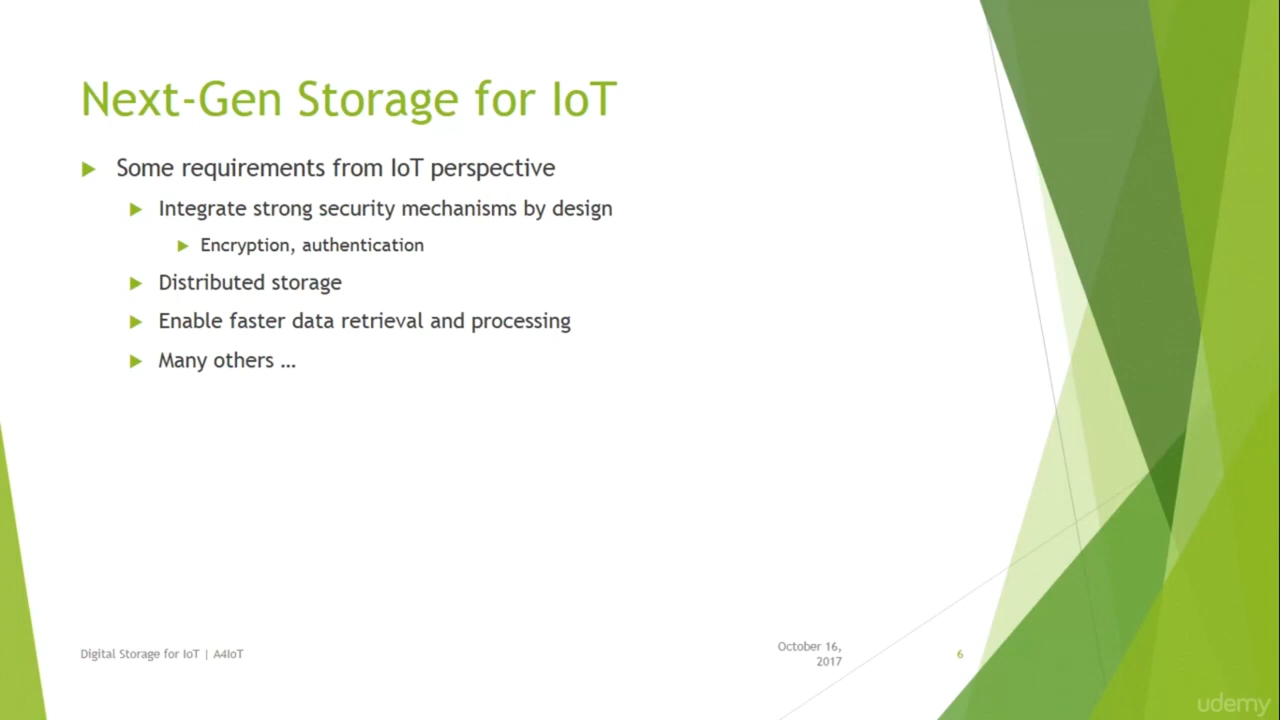 Next-Gen Storage for IoT
Some requirements from IoT perspective
Integrate strong security mechanisms by design
Encryption, authentication
Distributed storage
Enable faster data retrieval and processing
Many others …
Digital Storage for IoT | A4IoT
October 16,
2017
6
udemy